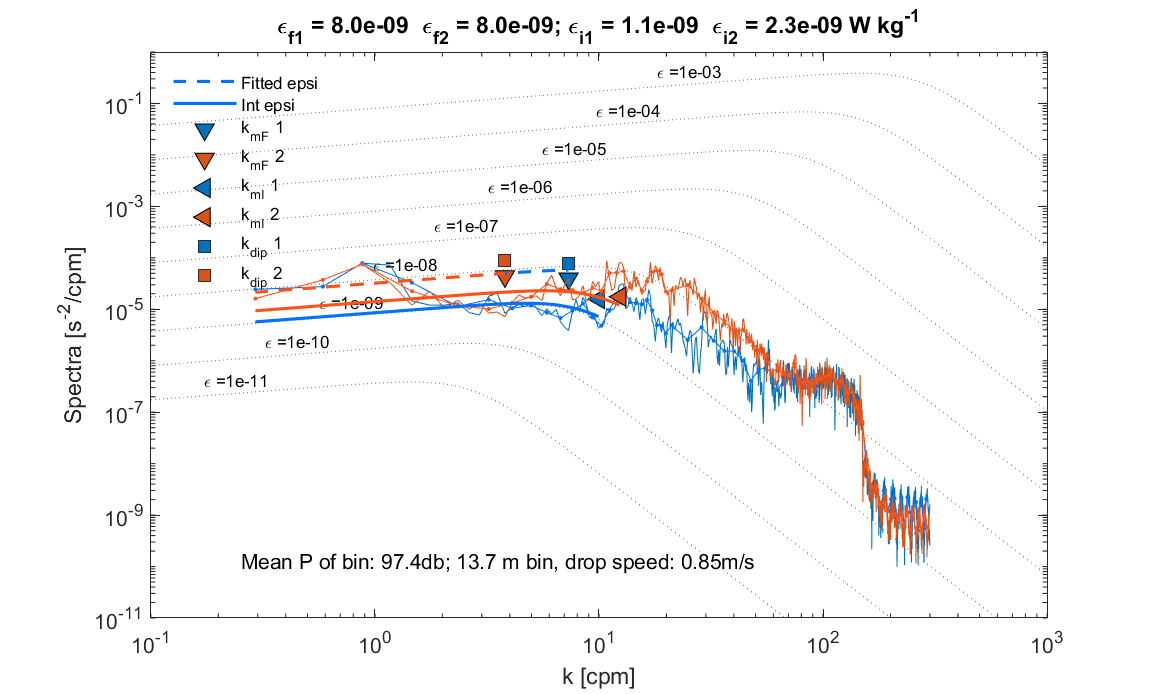 ϵf1 = 8.0e-09 ϵf2 = 8.0e-09; ϵi1 = 1.1e-09 ϵi2 = 2.3e-09 W kg-1
Fitted epsi
Int epsi
kmF 1
kmF 2
kmI 1
kmI 2
kdip 1
kdip 2
ϵ =1e-03
ϵ =1e-04
ϵ =1e-05
ϵ =1e-06
ϵ =1e-07
ϵ =1e-08
ϵ =1e-09
ϵ =1e-10
ϵ =1e-11
Mean P of bin: 97.4db; 13.7 m bin, drop speed: 0.85m/s
Spectra [s-2/cpm]
10-1
10-3
10-5
10-7
10-9
10-11
10-1
100
101
102
103
k [cpm]